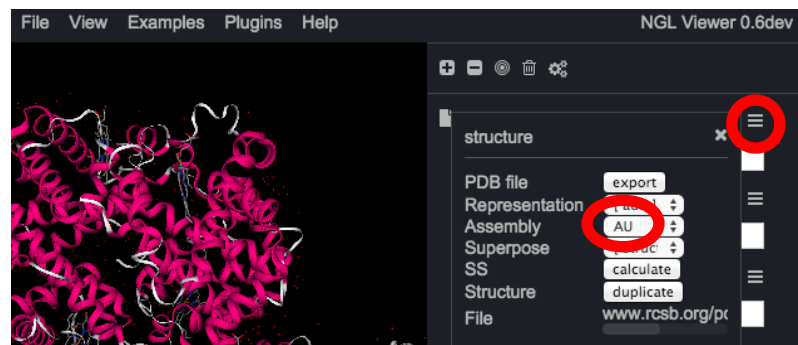 File View Examples Plugins Help NGL Viewer 0.6dev
structure
PDB file export
Representation
Assembly AU
Superpose
SS calculate
Structure duplicate
File www.rcsb.org/pc